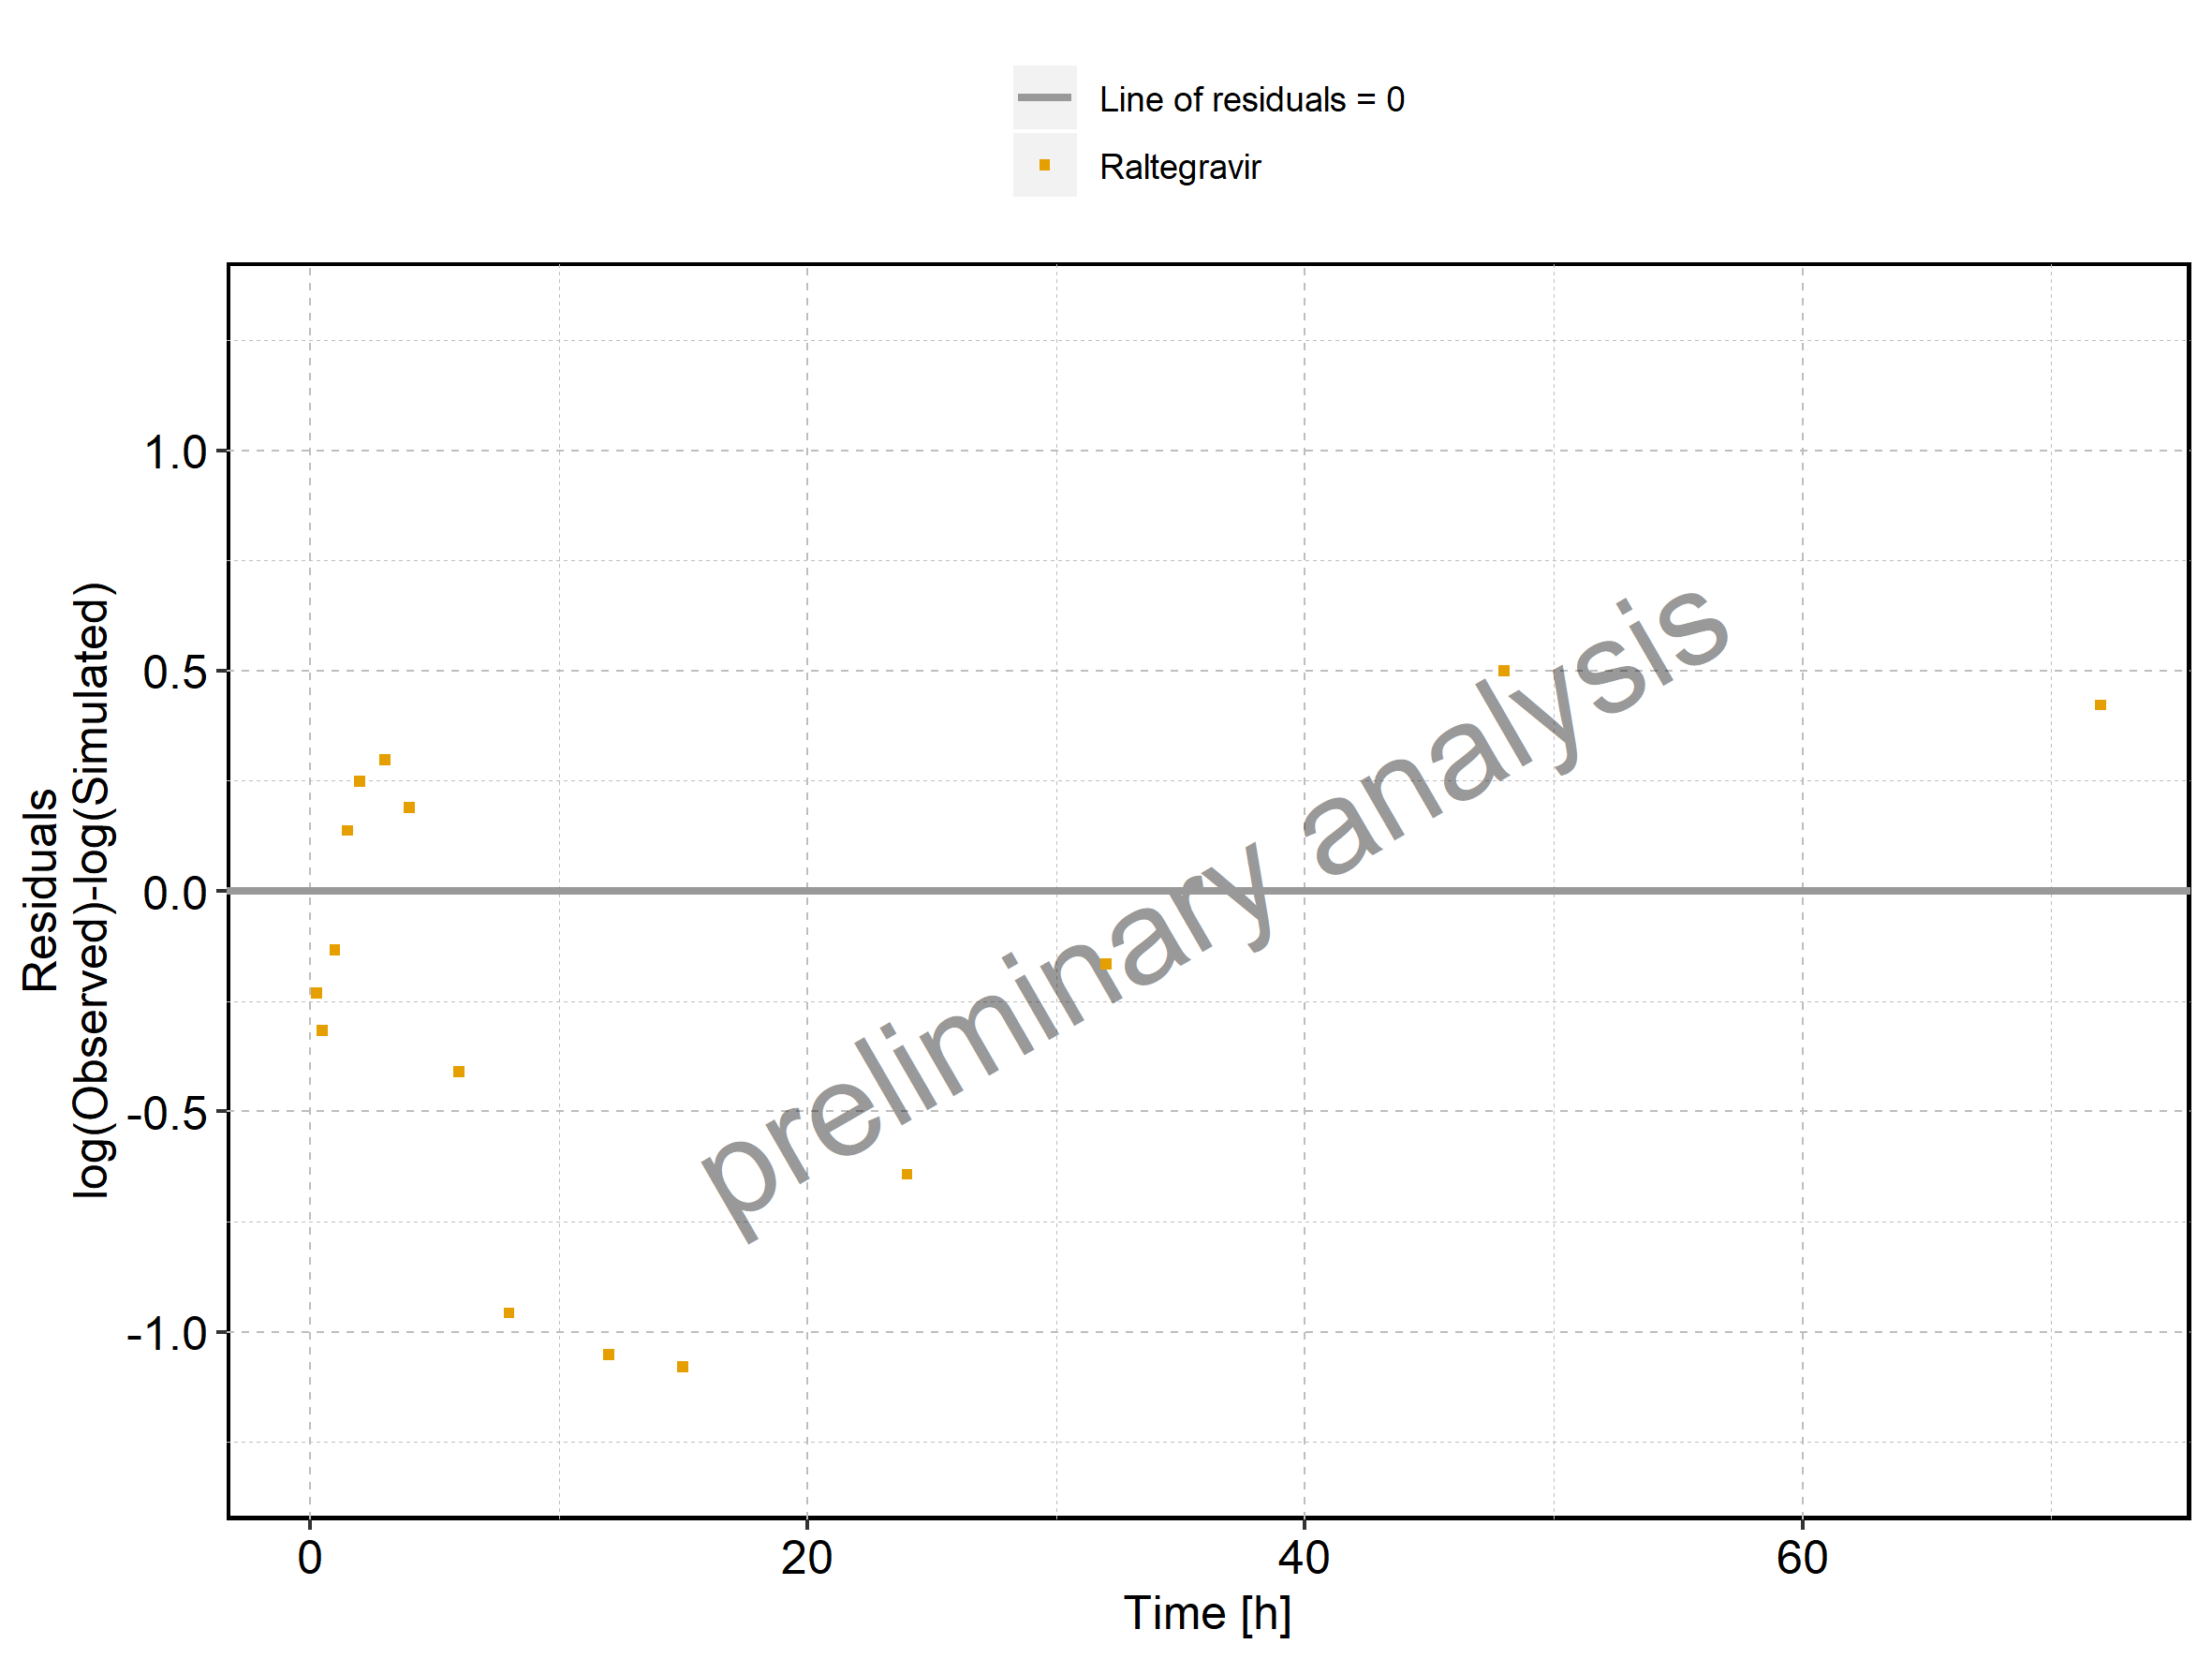 Line of residuals = 0
Raltegravir
Residuals
log(Observed)-log(Simulated)
1.0
0.5
0.0
-0.5
-1.0
preliminary analysis
0 20 40 60
Time [h]